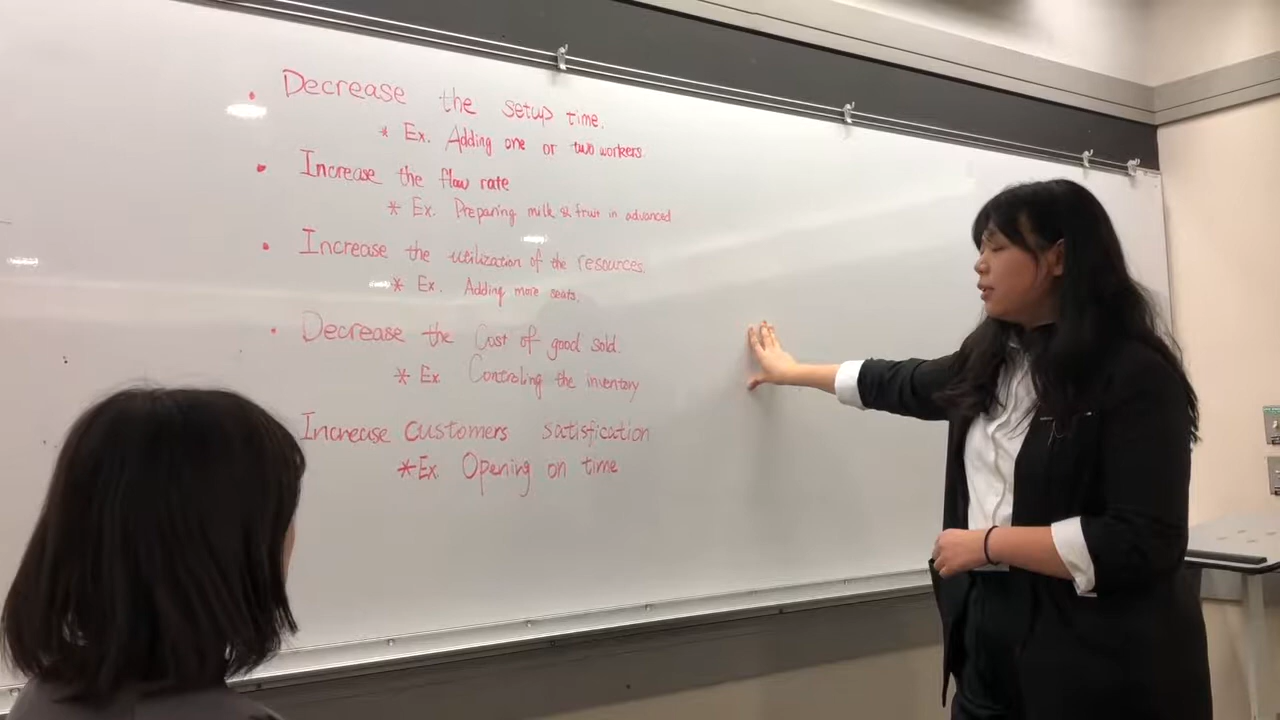 • Decrease the setup time.
* Ex. Adding one or two workers.
• Increase the flow rate
* Ex. Preparing milk & fruit in advanced
• Increase the utilization of the resources.
* Ex. Adding more seats.
• Decrease the Cost of good sold.
* Ex Controling the inventory
Increase customers satisfication
* Ex Opening on time